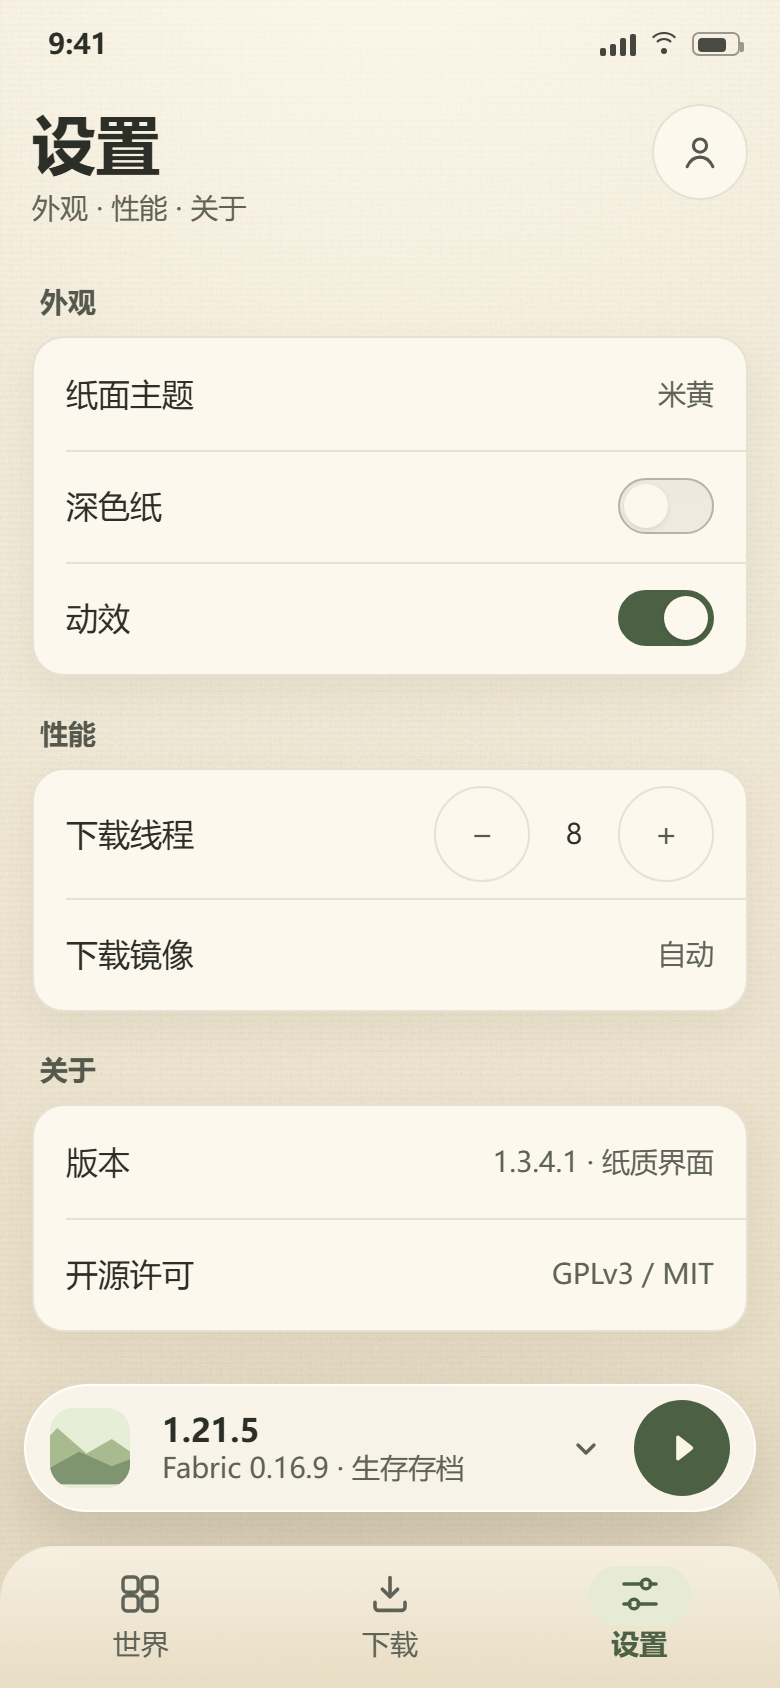 9:41
设置
外观 · 性能 · 关于
外观
纸面主题 米黄
深色纸
动效
性能
下载线程 − 8 +
下载镜像 自动
关于
版本 1.3.4.1 · 纸质界面
开源许可 GPLv3 / MIT
1.21.5
Fabric 0.16.9 · 生存存档
世界 下载 设置